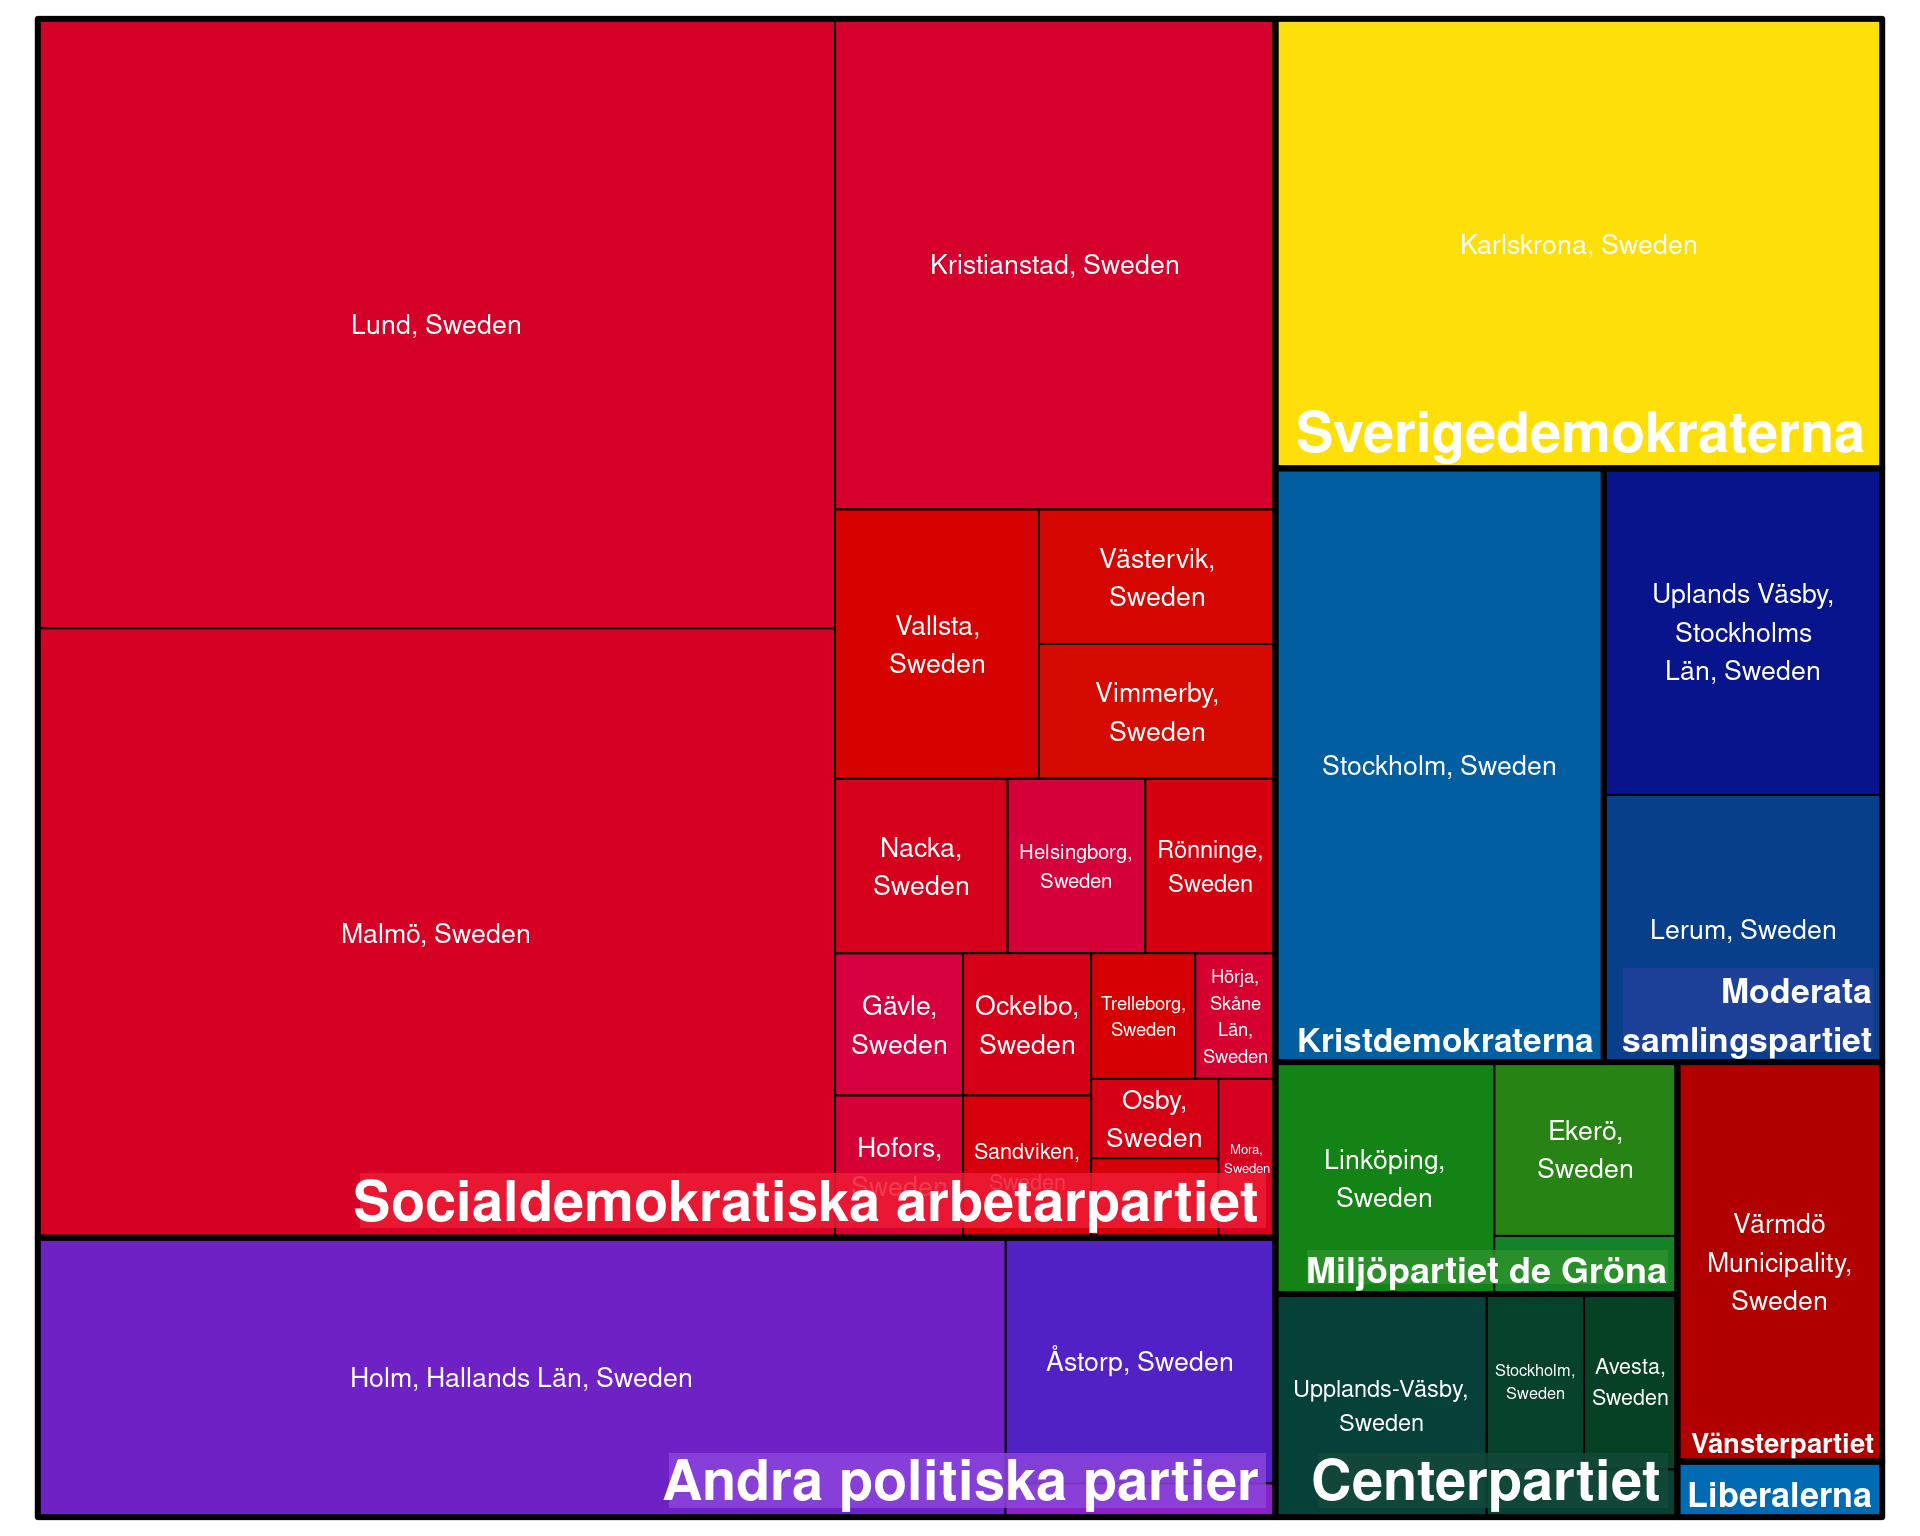 Lund, Sweden
Malmö, Sweden
Kristianstad, Sweden
Vallsta,
Sweden
Västervik,
Sweden
Vimmerby,
Sweden
Nacka,
Sweden
Helsingborg,
Sweden
Rönninge,
Sweden
Gävle,
Sweden
Ockelbo,
Sweden
Trelleborg,
Sweden
Hörja,
Skåne
Län,
Sweden
Hofors,
Sweden
Sandviken,
Sweden
Osby,
Sweden
Mora,
Sweden
Socialdemokratiska arbetarpartiet
Holm, Hallands Län, Sweden
Åstorp, Sweden
Andra politiska partier
Karlskrona, Sweden
Sverigedemokraterna
Stockholm, Sweden
Kristdemokraterna
Uplands Väsby,
Stockholms
Län, Sweden
Lerum, Sweden
Moderata
samlingspartiet
Linköping,
Sweden
Ekerö,
Sweden
Miljöpartiet de Gröna
Upplands-Väsby,
Sweden
Stockholm,
Sweden
Avesta,
Sweden
Centerpartiet
Värmdö
Municipality,
Sweden
Vänsterpartiet
Liberalerna